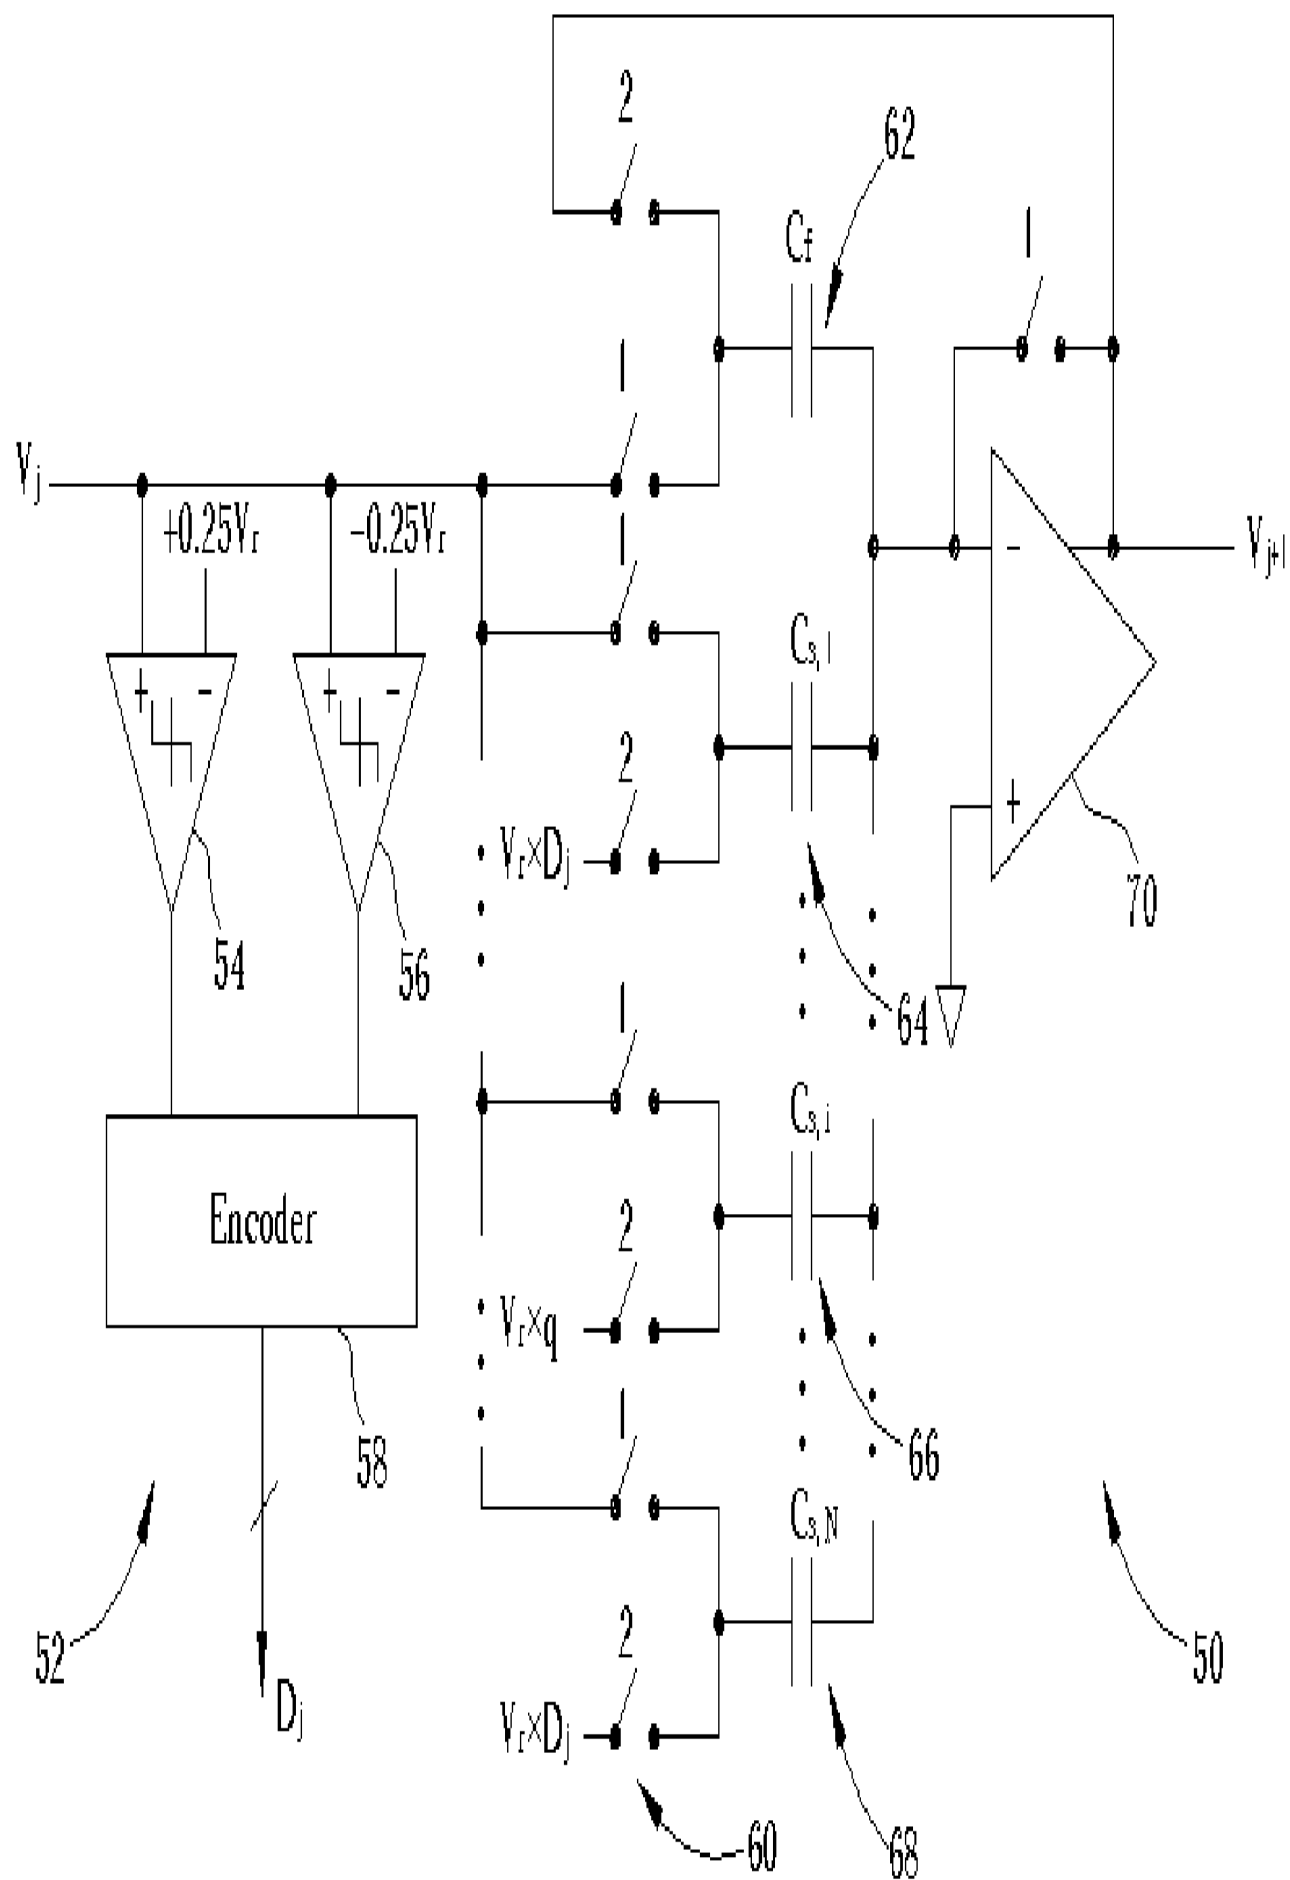 2
62
Cf
1
1
Vj
+0.25Vr
-0.25Vr
1
Vj+1
-
Cs,1
+ -
+ -
2
+
Vr×Dj
70
54
56
1
64
Cs,i
Encoder
2
Vr×q
1
58
66
Cs,N
52
2
50
Dj
Vr×Dj
60
68